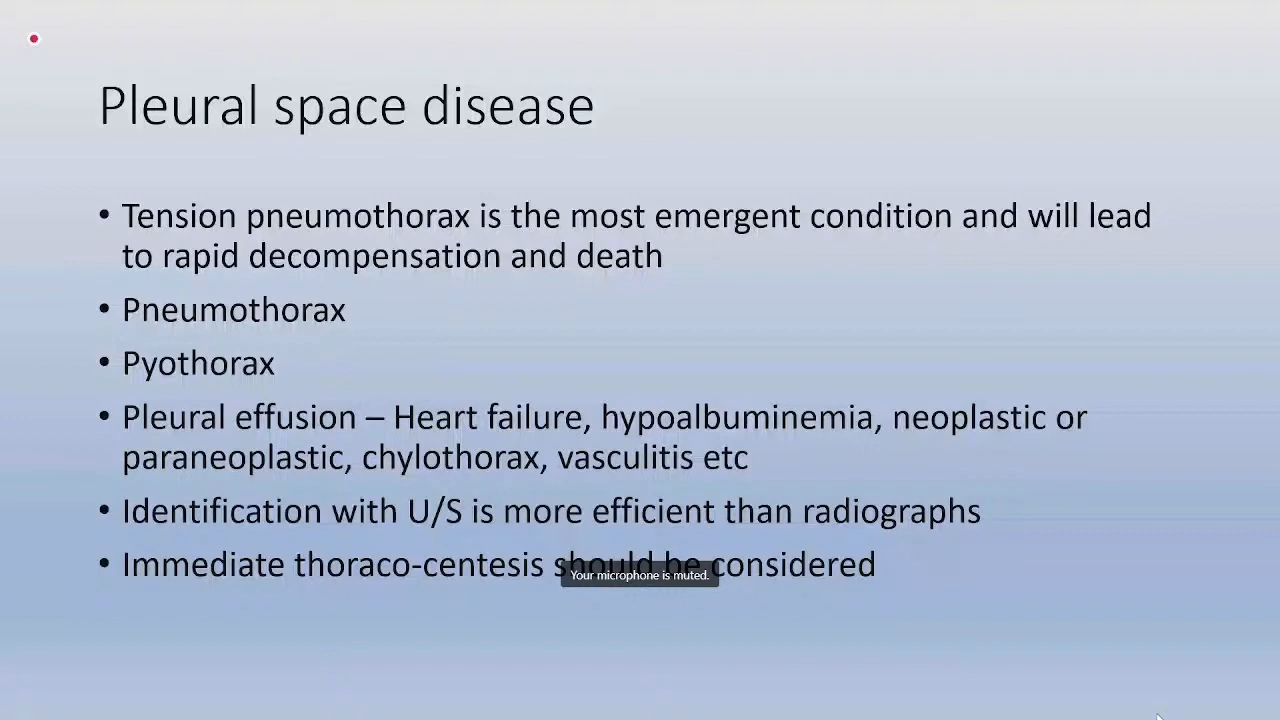 Pleural space disease
• Tension pneumothorax is the most emergent condition and will lead
to rapid decompensation and death
• Pneumothorax
• Pyothorax
• Pleural effusion – Heart failure, hypoalbuminemia, neoplastic or
paraneoplastic, chylothorax, vasculitis etc
• Identification with U/S is more efficient than radiographs
• Immediate thoraco-centesis should be considered
Your microphone is muted.